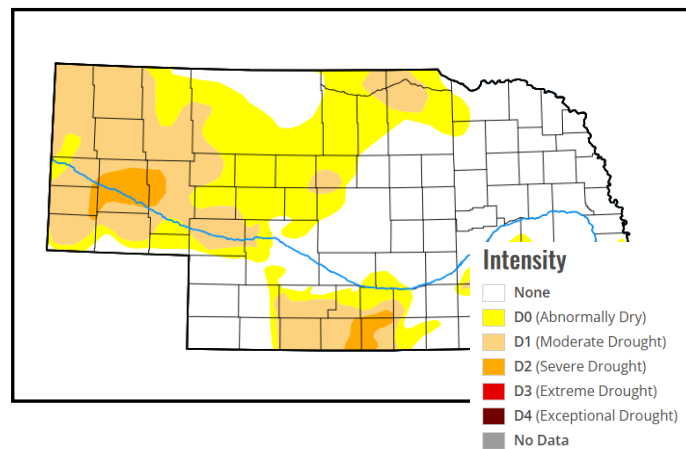 Intensity
None
D0 (Abnormally Dry)
D1 (Moderate Drought)
D2 (Severe Drought)
D3 (Extreme Drought)
D4 (Exceptional Drought)
No Data